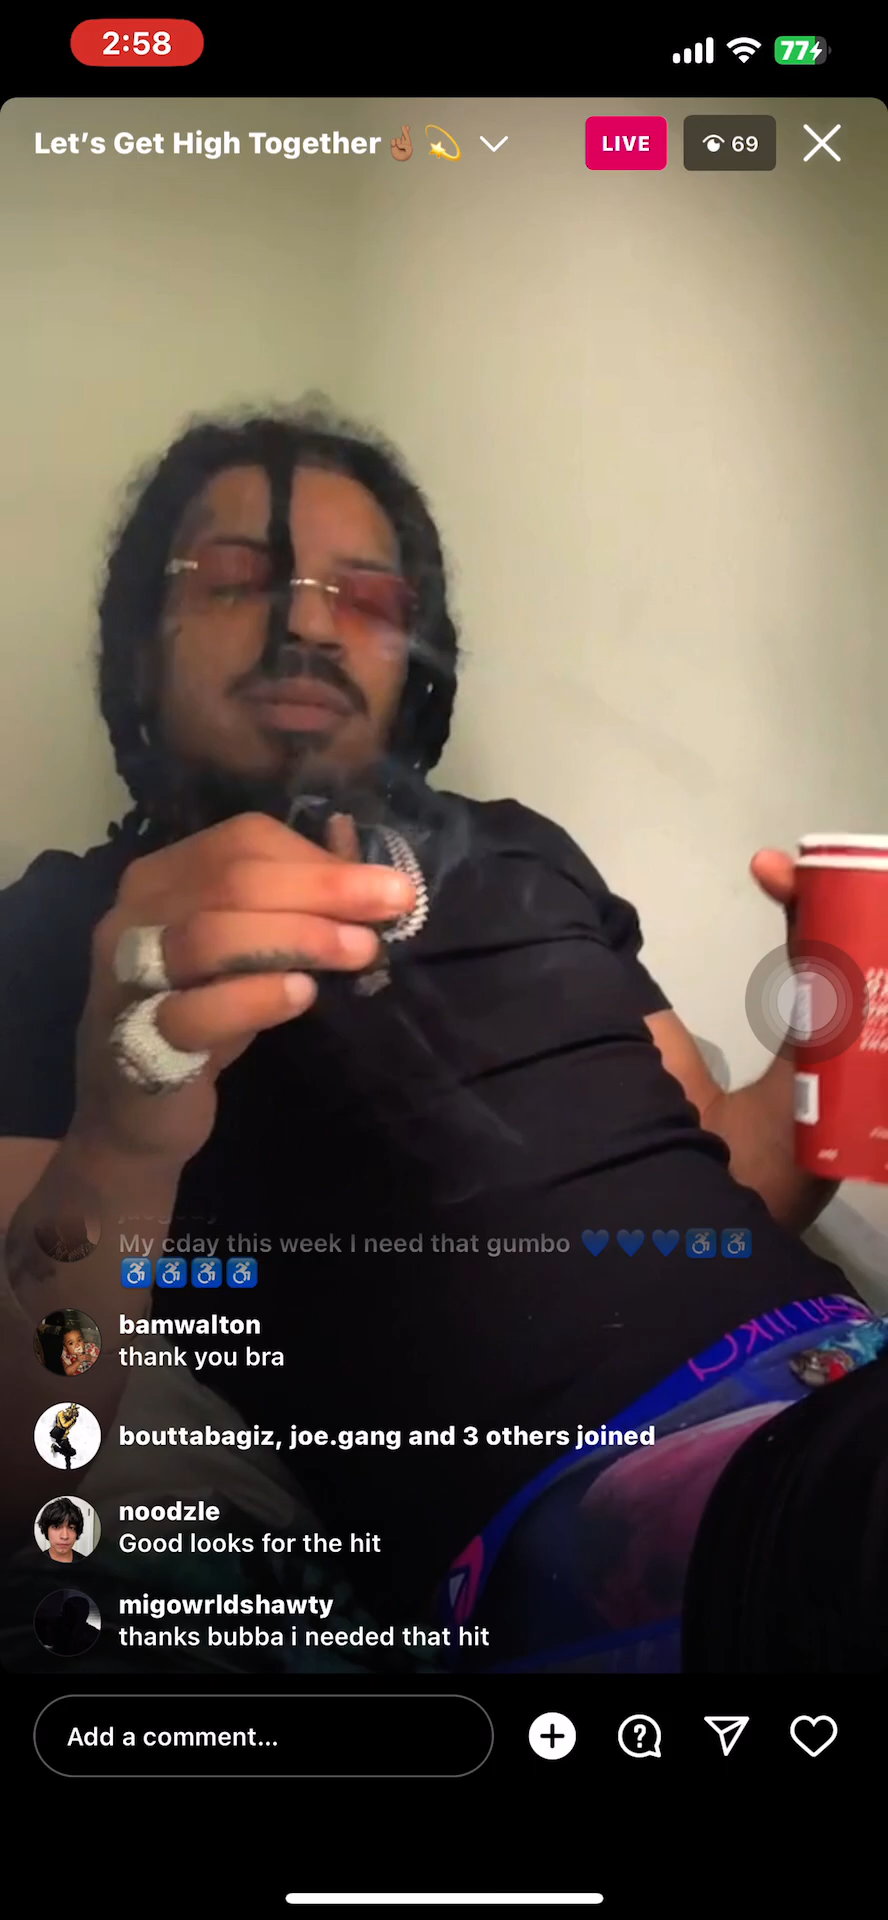 2:58
77
Let’s Get High Together🤞🏽💫
LIVE
69
My cday this week I need that gumbo 💙💙💙♿♿
♿♿♿♿
bamwalton
thank you bra
bouttabagiz, joe.gang and 3 others joined
noodzle
Good looks for the hit
migowrldshawty
thanks bubba i needed that hit
Add a comment...